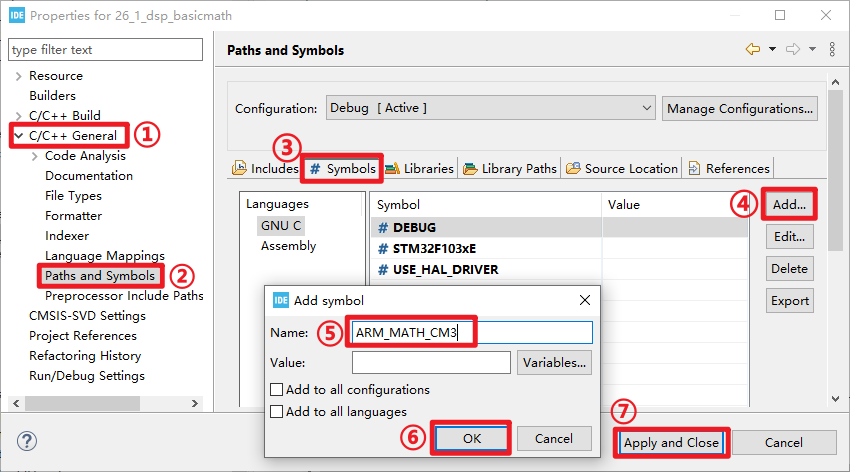 IDE Properties for 26_1_dsp_basicmath
type filter text
Resource
Builders
C/C++ Build
C/C++ General ①
Code Analysis
Documentation
File Types
Formatter
Indexer
Language Mappings
Paths and Symbols ②
Preprocessor Include Paths
CMSIS-SVD Settings
Project References
Refactoring History
Run/Debug Settings
Paths and Symbols
Configuration: Debug [ Active ] Manage Configurations...
③
Includes # Symbols Libraries Library Paths Source Location References
Languages
GNU C
Assembly
Symbol Value
# DEBUG
# STM32F103xE
# USE_HAL_DRIVER
④ Add...
Edit...
Delete
Export
IDE Add symbol
Name: ⑤ ARM_MATH_CM3
Value: Variables...
Add to all configurations
Add to all languages
⑥ OK Cancel
⑦
? Apply and Close Cancel